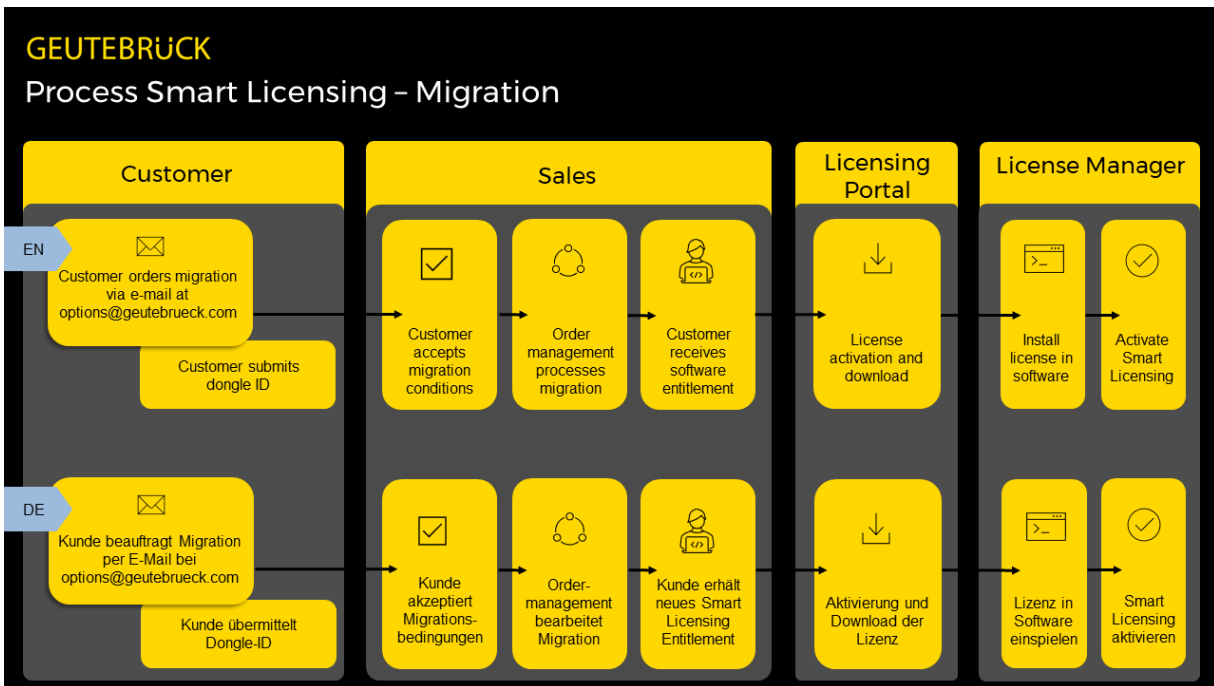 GEUTEBRÜCK
Process Smart Licensing – Migration
Customer
Sales
Licensing
Portal
License Manager
EN
Customer orders migration
via e-mail at
options@geutebrueck.com
Customer submits
dongle ID
Customer
accepts
migration
conditions
Order
management
processes
migration
Customer
receives
software
entitlement
License
activation and
download
Install
license in
software
Activate
Smart
Licensing
DE
Kunde beauftragt Migration
per E-Mail bei
options@geutebrueck.com
Kunde übermittelt
Dongle-ID
Kunde
akzeptiert
Migrations-
bedingungen
Order-
management
bearbeitet
Migration
Kunde erhält
neues Smart
Licensing
Entitlement
Aktivierung und
Download der
Lizenz
Lizenz in
Software
einspielen
Smart
Licensing
aktivieren